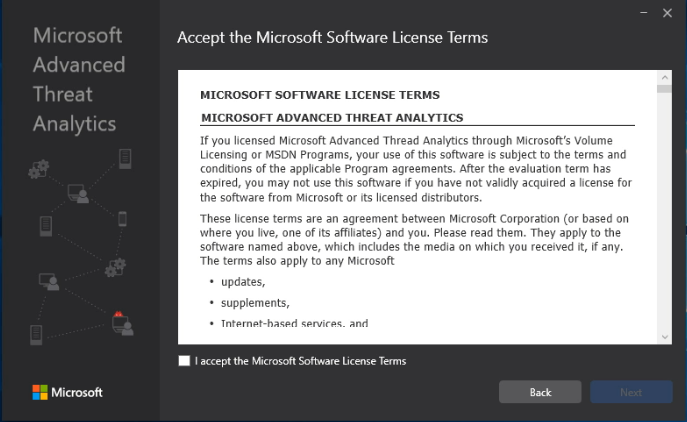 Microsoft
Advanced
Threat
Analytics
Accept the Microsoft Software License Terms
MICROSOFT SOFTWARE LICENSE TERMS
MICROSOFT ADVANCED THREAT ANALYTICS
If you licensed Microsoft Advanced Thread Analytics through Microsoft's Volume
Licensing or MSDN Programs, your use of this software is subject to the terms and
conditions of the applicable Program agreements. After the evaluation term has
expired, you may not use this software if you have not validly acquired a license for
the software from Microsoft or its licensed distributors.
These license terms are an agreement between Microsoft Corporation (or based on
where you live, one of its affiliates) and you. Please read them. They apply to the
software named above, which includes the media on which you received it, if any.
The terms also apply to any Microsoft
• updates,
• supplements,
• Internet-based services, and
I accept the Microsoft Software License Terms
Microsoft
Back
Next